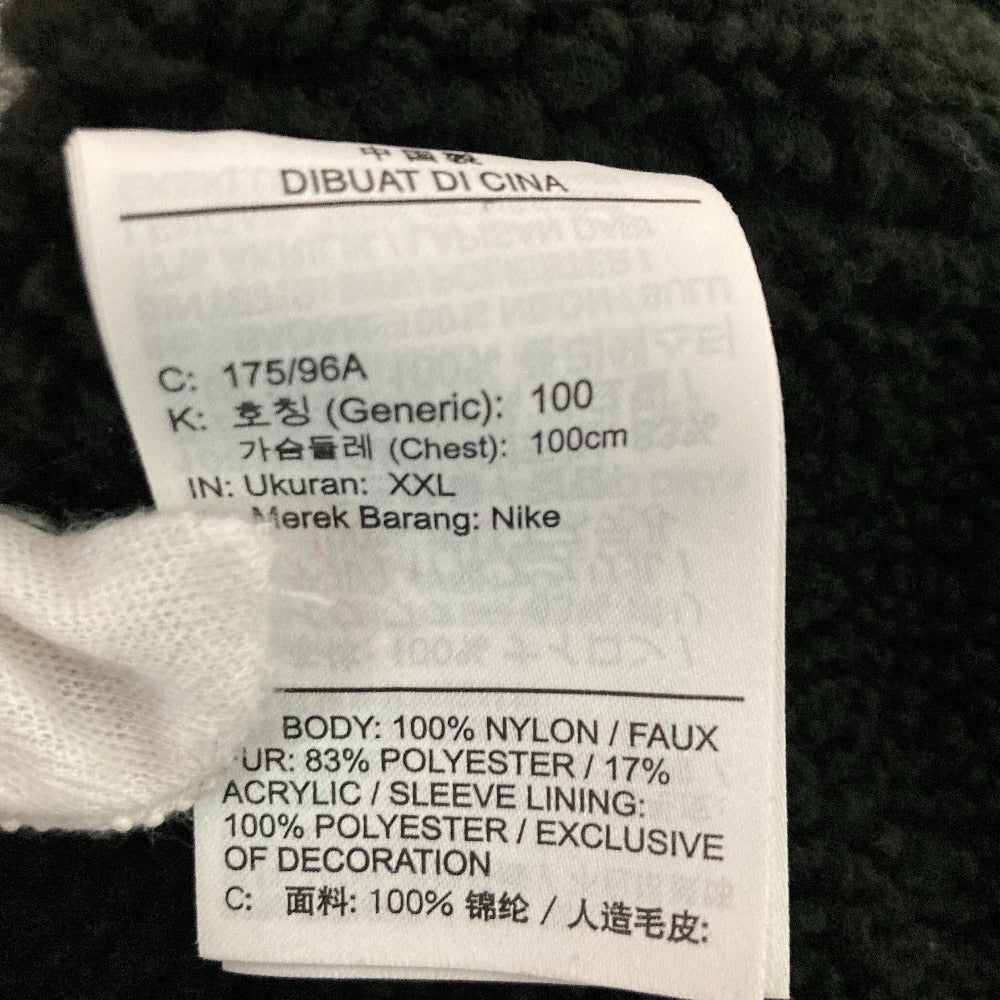 中国製
DIBUAT DI CINA
C: 175/96A
K: 호칭 (Generic): 100
가슴둘레 (Chest): 100cm
IN: Ukuran: XXL
Merek Barang: Nike
BODY: 100% NYLON / FAUX
UR: 83% POLYESTER / 17%
ACRYLIC / SLEEVE LINING:
100% POLYESTER / EXCLUSIVE
OF DECORATION
C: 面料: 100% 锦纶 / 人造毛皮: